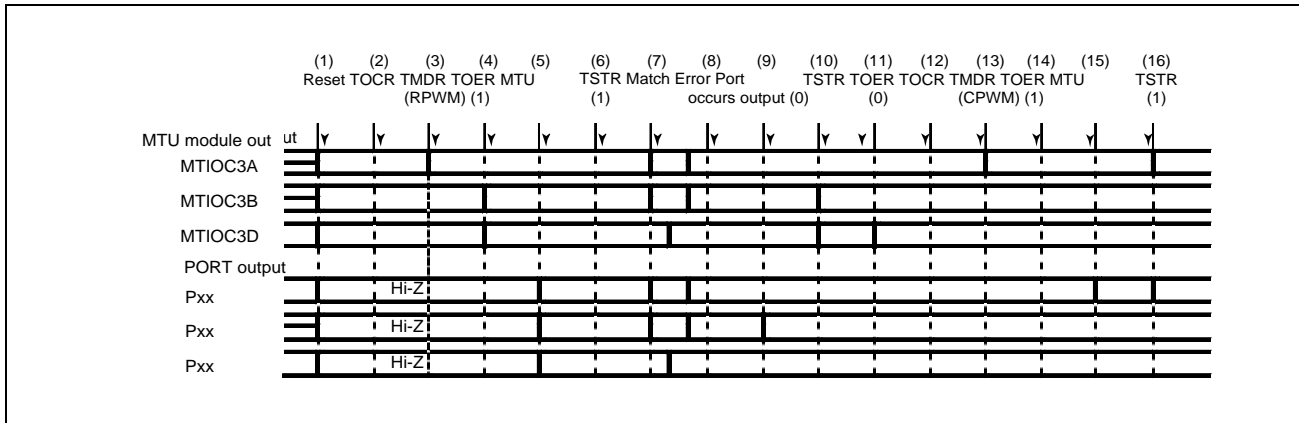 (1) (2) (3) (4) (5) (6) (7) (8) (9) (10) (11) (12) (13) (14) (15) (16)
Reset TOCR TMDR TOER MTU TSTR Match Error Port TSTR TOER TOCR TMDR TOER MTU TSTR
(RPWM) (1) (1) occurs output (0) (0) (CPWM) (1) (1)
MTU module out ut
MTIOC3A
MTIOC3B
MTIOC3D
PORT output
Pxx Hi-Z
Pxx Hi-Z
Pxx Hi-Z